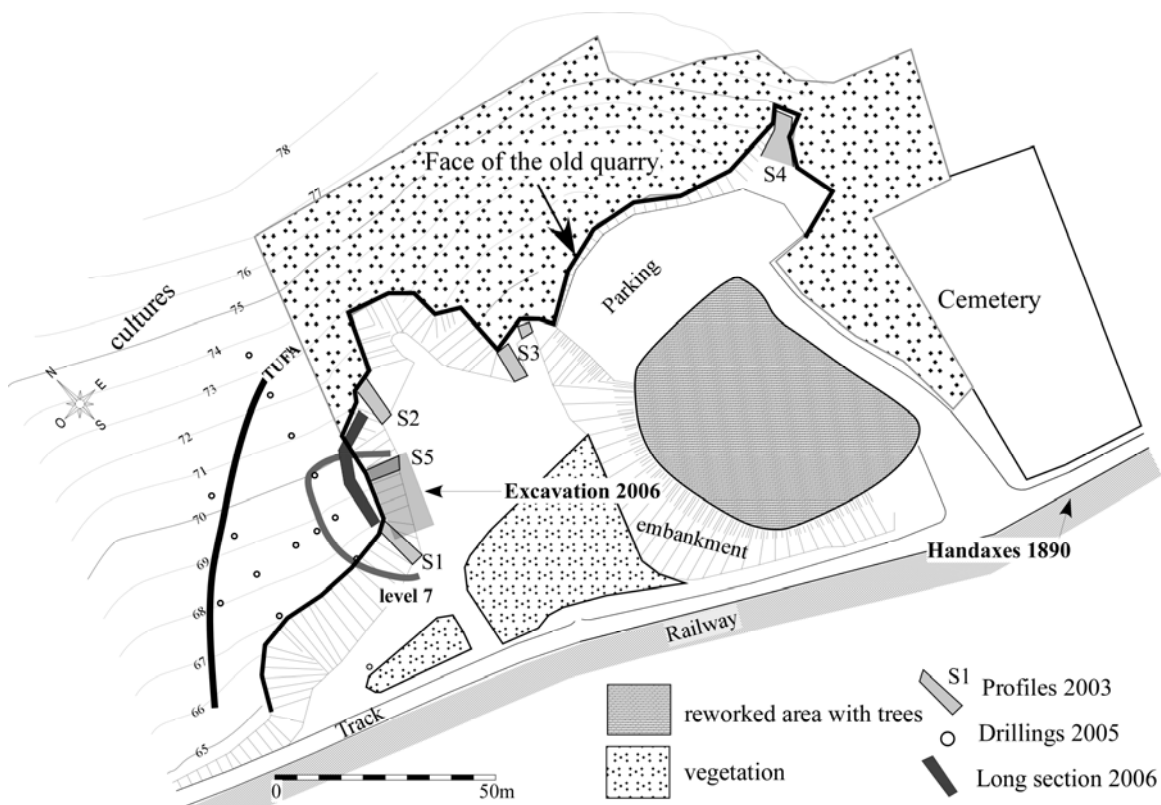 78
77
Face of the old quarry
S4
76
75
cultures
Parking
Cemetery
74
TUFA
73
S3
N
E
O
S
72
S2
71
S5
Excavation 2006
70
embankment
Handaxes 1890
69
S1
level 7
68
Railway
67
66
Track
65
0
50m
reworked area with trees
vegetation
S1
Profiles 2003
Drillings 2005
Long section 2006